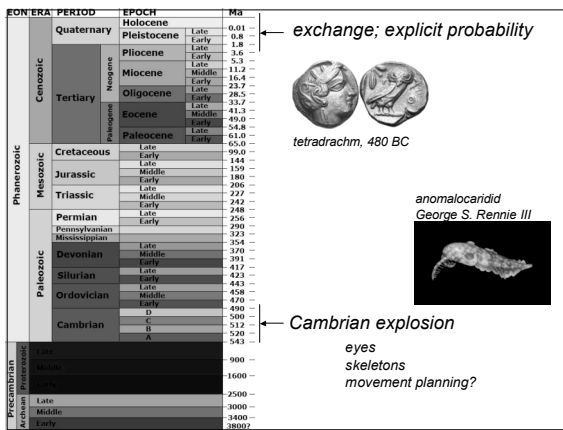 EON ERA PERIOD EPOCH Ma
Phanerozoic
Cenozoic
Quaternary
Holocene
0.01
Pleistocene
Late
0.8
Early
1.8
Tertiary
Neogene
Pliocene
Late
3.6
Early
5.3
Miocene
Late
11.2
Middle
16.4
Early
23.7
Paleogene
Oligocene
Late
28.5
Early
33.7
Eocene
Late
41.3
Middle
49.0
Early
54.8
Paleocene
Late
61.0
Early
65.0
Mesozoic
Cretaceous
Late
99.0
Early
144
Jurassic
Late
159
Middle
180
Early
206
Triassic
Late
227
Middle
242
Early
248
Paleozoic
Permian
Late
256
Early
290
Pennsylvanian
323
Mississippian
354
Devonian
Late
370
Middle
391
Early
417
Silurian
Late
423
Early
443
Ordovician
Late
458
Middle
470
Early
490
Cambrian
D
500
C
512
B
520
A
543
Precambrian
Proterozoic
Late
900
Middle
1600
Early
2500
Archean
Late
3000
Middle
3400
Early
3800?
exchange; explicit probability
tetradrachm, 480 BC
anomalocaridid
George S. Rennie III
Cambrian explosion
eyes
skeletons
movement planning?